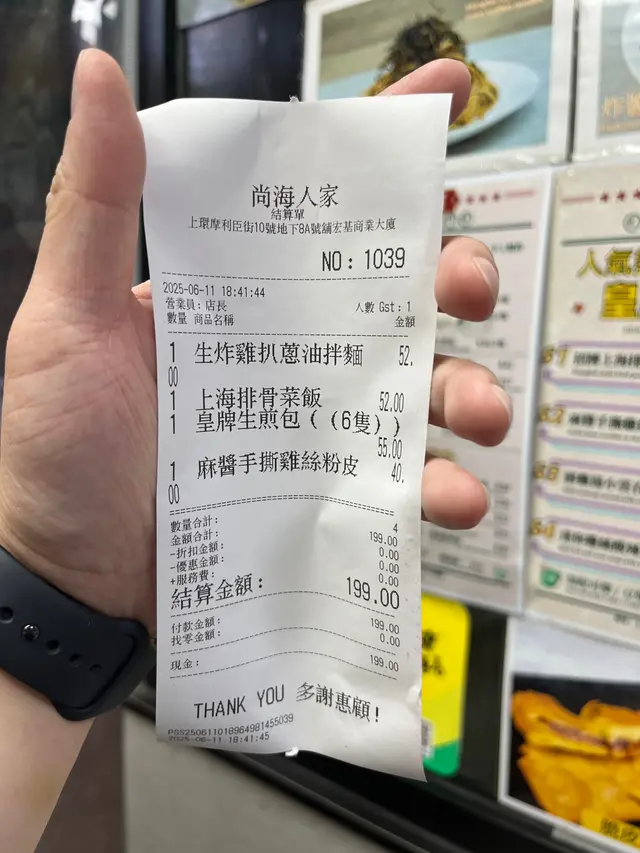 尚海人家
結算單
上環摩利臣街10號地下8A號舖宏基商業大廈
NO: 1039
2025-06-11 18:41:44
營業員: 店長 人數 Gst: 1
數量 商品名稱 金額
1 生炸雞扒蔥油拌麵 52.
00
1 上海排骨菜飯 52.00
1 皇牌生煎包((6隻))
55.00
1 麻醬手撕雞絲粉皮 40.
00
數量合計: 4
金額合計: 199.00
-折扣金額: 0.00
-優惠金額: 0.00
+服務費: 0.00
結算金額: 199.00
付款金額: 199.00
找零金額: 0.00
現金: 199.00
THANK YOU 多謝惠顧!
PSS25061101896498145503​9
2025-06-11 18:41:45
人氣
皇